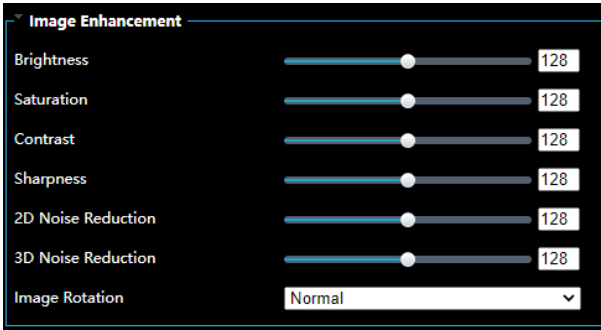 Image Enhancement
Brightness 128
Saturation 128
Contrast 128
Sharpness 128
2D Noise Reduction 128
3D Noise Reduction 128
Image Rotation Normal